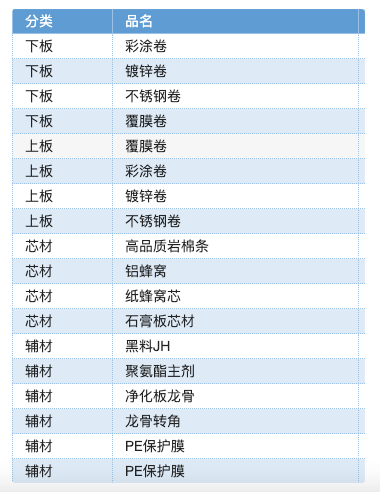 分类 品名
下板 彩涂卷
下板 镀锌卷
下板 不锈钢卷
下板 覆膜卷
上板 覆膜卷
上板 彩涂卷
上板 镀锌卷
上板 不锈钢卷
芯材 高品质岩棉条
芯材 铝蜂窝
芯材 纸蜂窝芯
芯材 石膏板芯材
辅材 黑料JH
辅材 聚氨酯主剂
辅材 净化板龙骨
辅材 龙骨转角
辅材 PE保护膜
辅材 PE保护膜